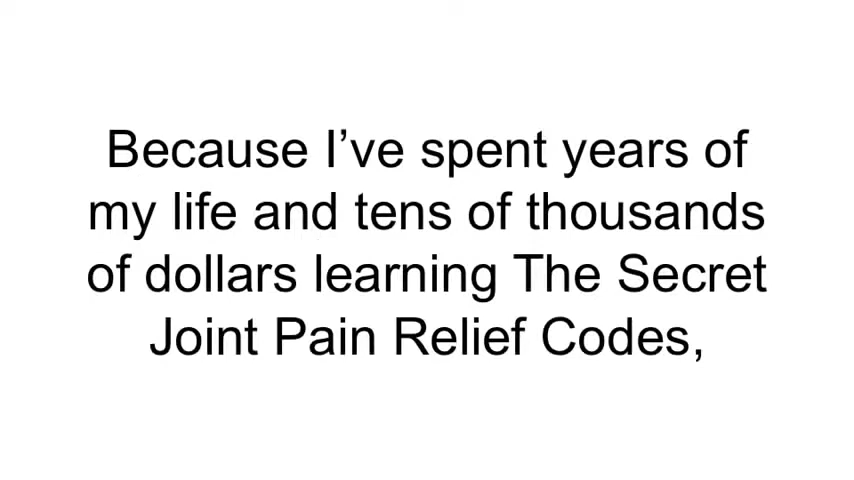 Because I’ve spent years of
my life and tens of thousands
of dollars learning The Secret
Joint Pain Relief Codes,